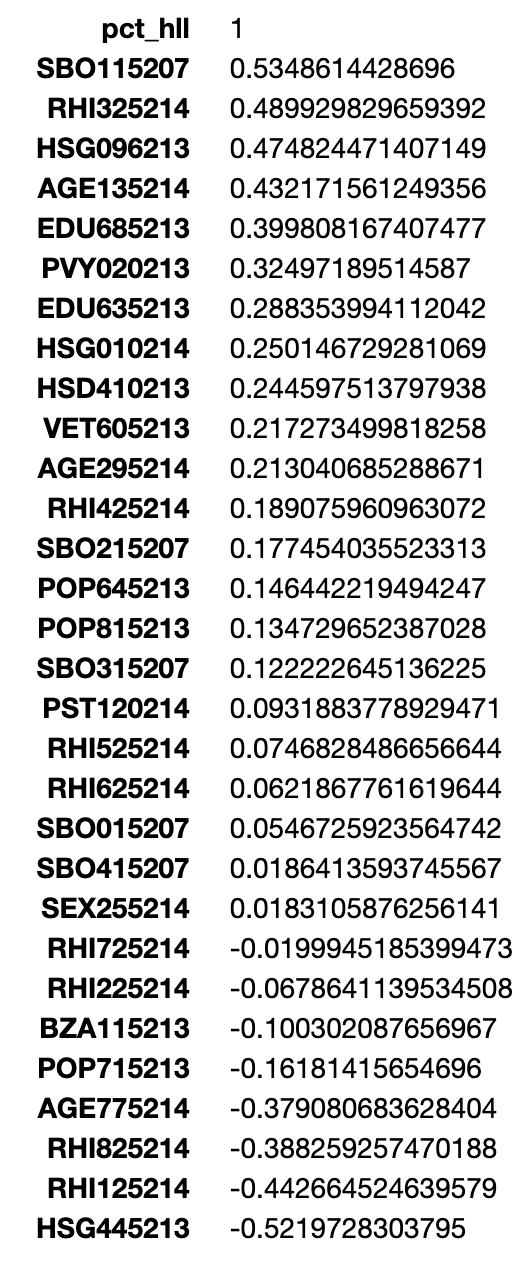 pct_hll 1
SBO115207 0.5348614428696
RHI325214 0.489929829659392
HSG096213 0.474824471407149
AGE135214 0.432171561249356
EDU685213 0.399808167407477
PVY020213 0.32497189514587
EDU635213 0.288353994112042
HSG010214 0.250146729281069
HSD410213 0.244597513797938
VET605213 0.217273499818258
AGE295214 0.213040685288671
RHI425214 0.189075960963072
SBO215207 0.177454035523313
POP645213 0.146442219494247
POP815213 0.134729652387028
SBO315207 0.122222645136225
PST120214 0.0931883778929471
RHI525214 0.0746828486656644
RHI625214 0.0621867761619644
SBO015207 0.0546725923564742
SBO415207 0.0186413593745567
SEX255214 0.0183105876256141
RHI725214 -0.0199945185399473
RHI225214 -0.0678641139534508
BZA115213 -0.100302087656967
POP715213 -0.16181415654696
AGE775214 -0.379080683628404
RHI825214 -0.388259257470188
RHI125214 -0.442664524639579
HSG445213 -0.5219728303795